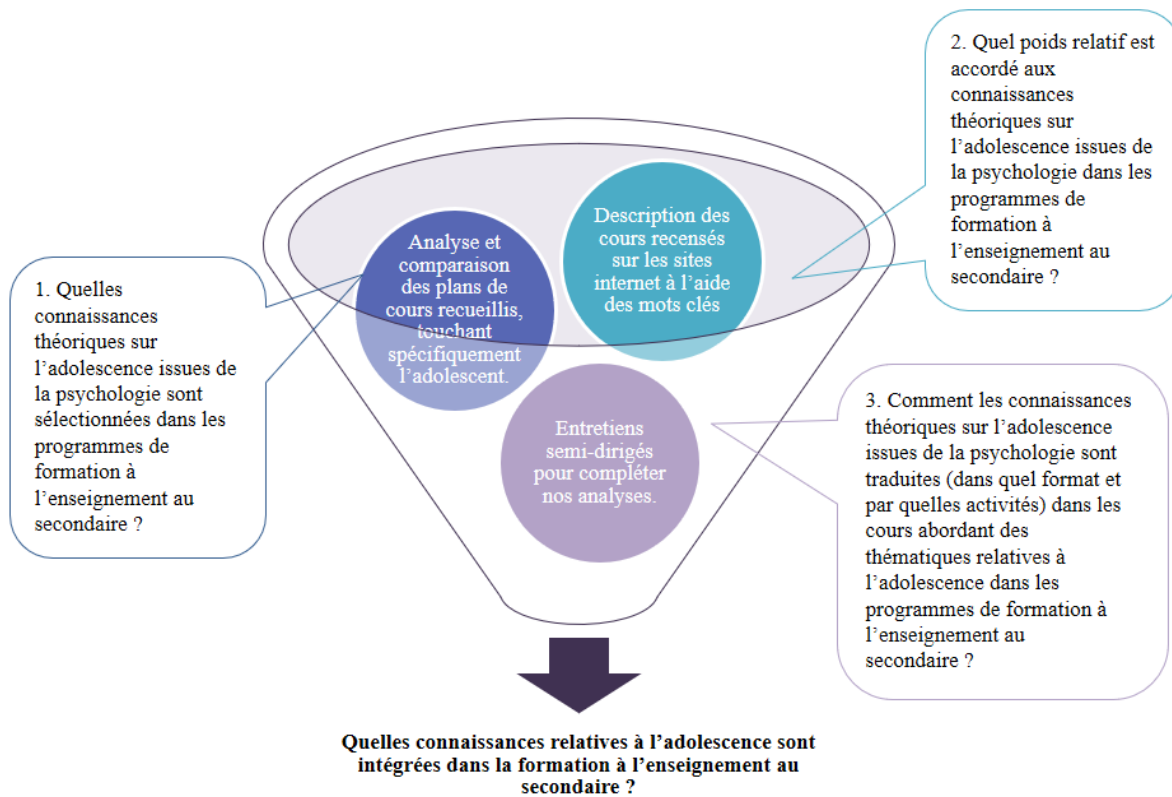 1. Quelles
connaissances
théoriques sur
l’adolescence issues de
la psychologie sont
sélectionnées dans les
programmes de
formation à
l’enseignement au
secondaire ?
Analyse et
comparaison
des plans de
cours recueillis,
touchant
spécifiquement
l’adolescent.
Description des
cours recensés
sur les sites
internet à l’aide
des mots clés
2. Quel poids relatif est
accordé aux
connaissances
théoriques sur
l’adolescence issues de
la psychologie dans les
programmes de
formation à
l’enseignement au
secondaire ?
Entretiens
semi-dirigés
pour compléter
nos analyses.
3. Comment les connaissances
théoriques sur l’adolescence
issues de la psychologie sont
traduites (dans quel format et
par quelles activités) dans les
cours abordant des
thématiques relatives à
l’adolescence dans les
programmes de formation à
l’enseignement au
secondaire ?
Quelles connaissances relatives à l’adolescence sont
intégrées dans la formation à l’enseignement au
secondaire ?